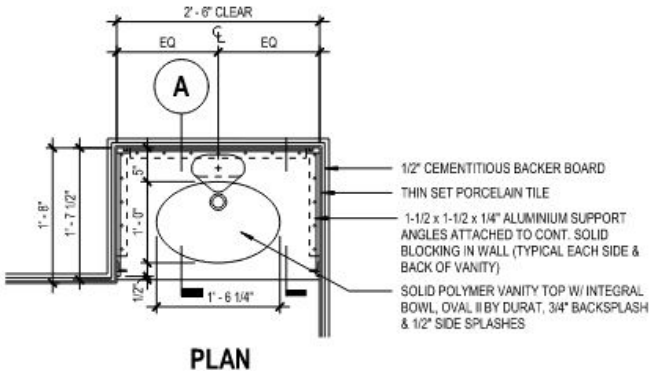 2' - 6" CLEAR
EQ
EQ
A
5"
1' - 8"
1' - 7 1/2"
1' - 0"
1/2"
1' - 6 1/4"
1/2" CEMENTITIOUS BACKER BOARD
THIN SET PORCELAIN TILE
1-1/2 x 1-1/2 x 1/4" ALUMINIUM SUPPORT
ANGLES ATTACHED TO CONT. SOLID
BLOCKING IN WALL (TYPICAL EACH SIDE &
BACK OF VANITY)
SOLID POLYMER VANITY TOP W/ INTEGRAL
BOWL, OVAL II BY DURAT, 3/4" BACKSPLASH
& 1/2" SIDE SPLASHES
PLAN